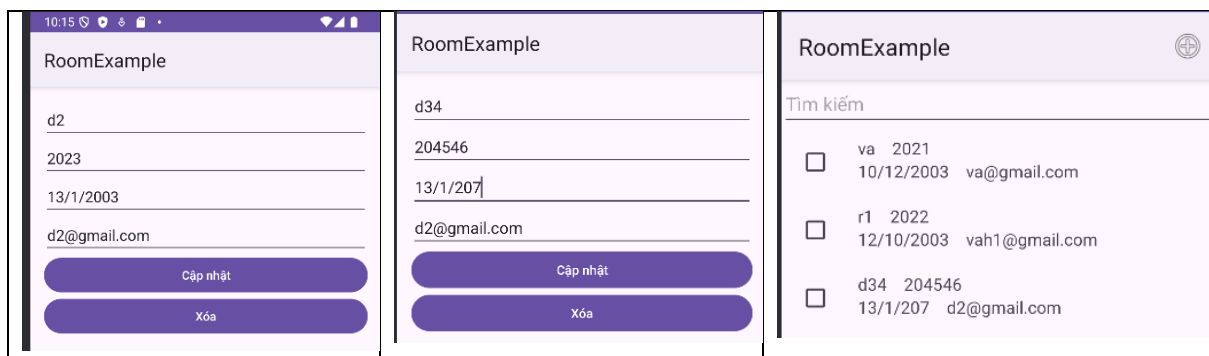 10:15
RoomExample
d2
2023
13/1/2003
d2@gmail.com
Cập nhật
Xóa
RoomExample
d34
204546
13/1/207
d2@gmail.com
Cập nhật
Xóa
RoomExample
Tìm kiếm
va 2021
10/12/2003 va@gmail.com
r1 2022
12/10/2003 vah1@gmail.com
d34 204546
13/1/207 d2@gmail.com